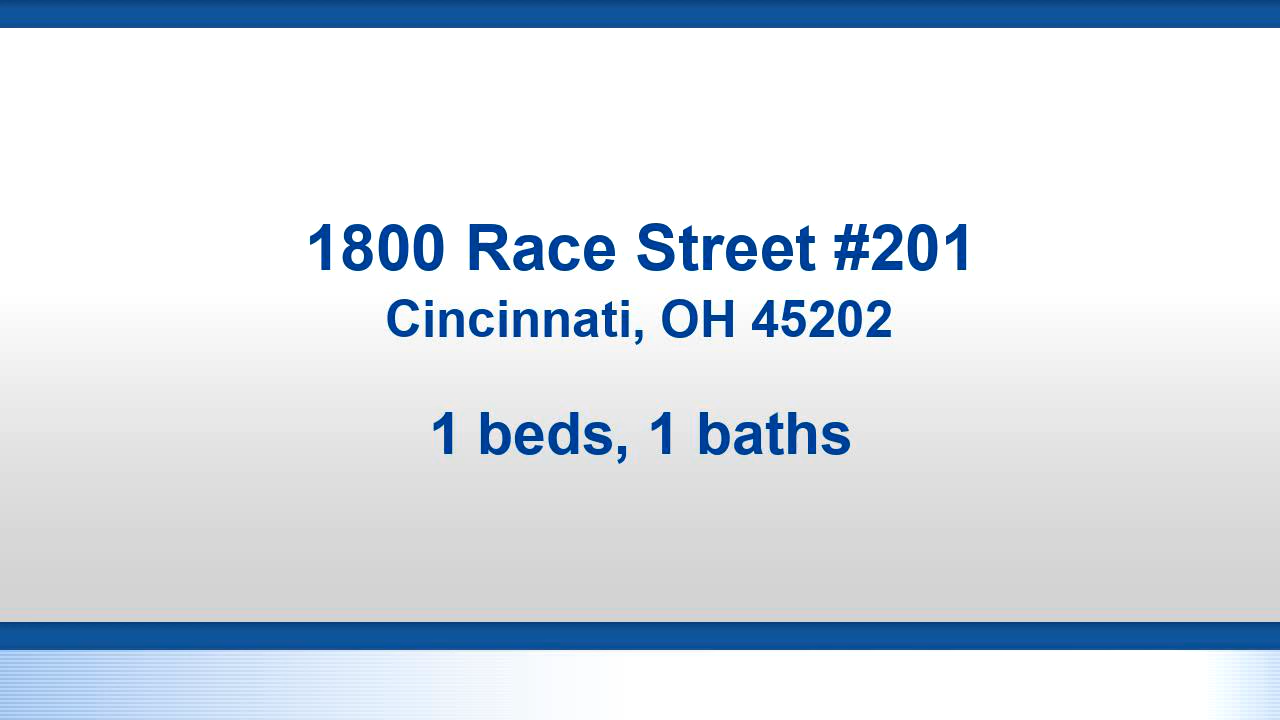 1800 Race Street #201
Cincinnati, OH 45202
1 beds, 1 baths